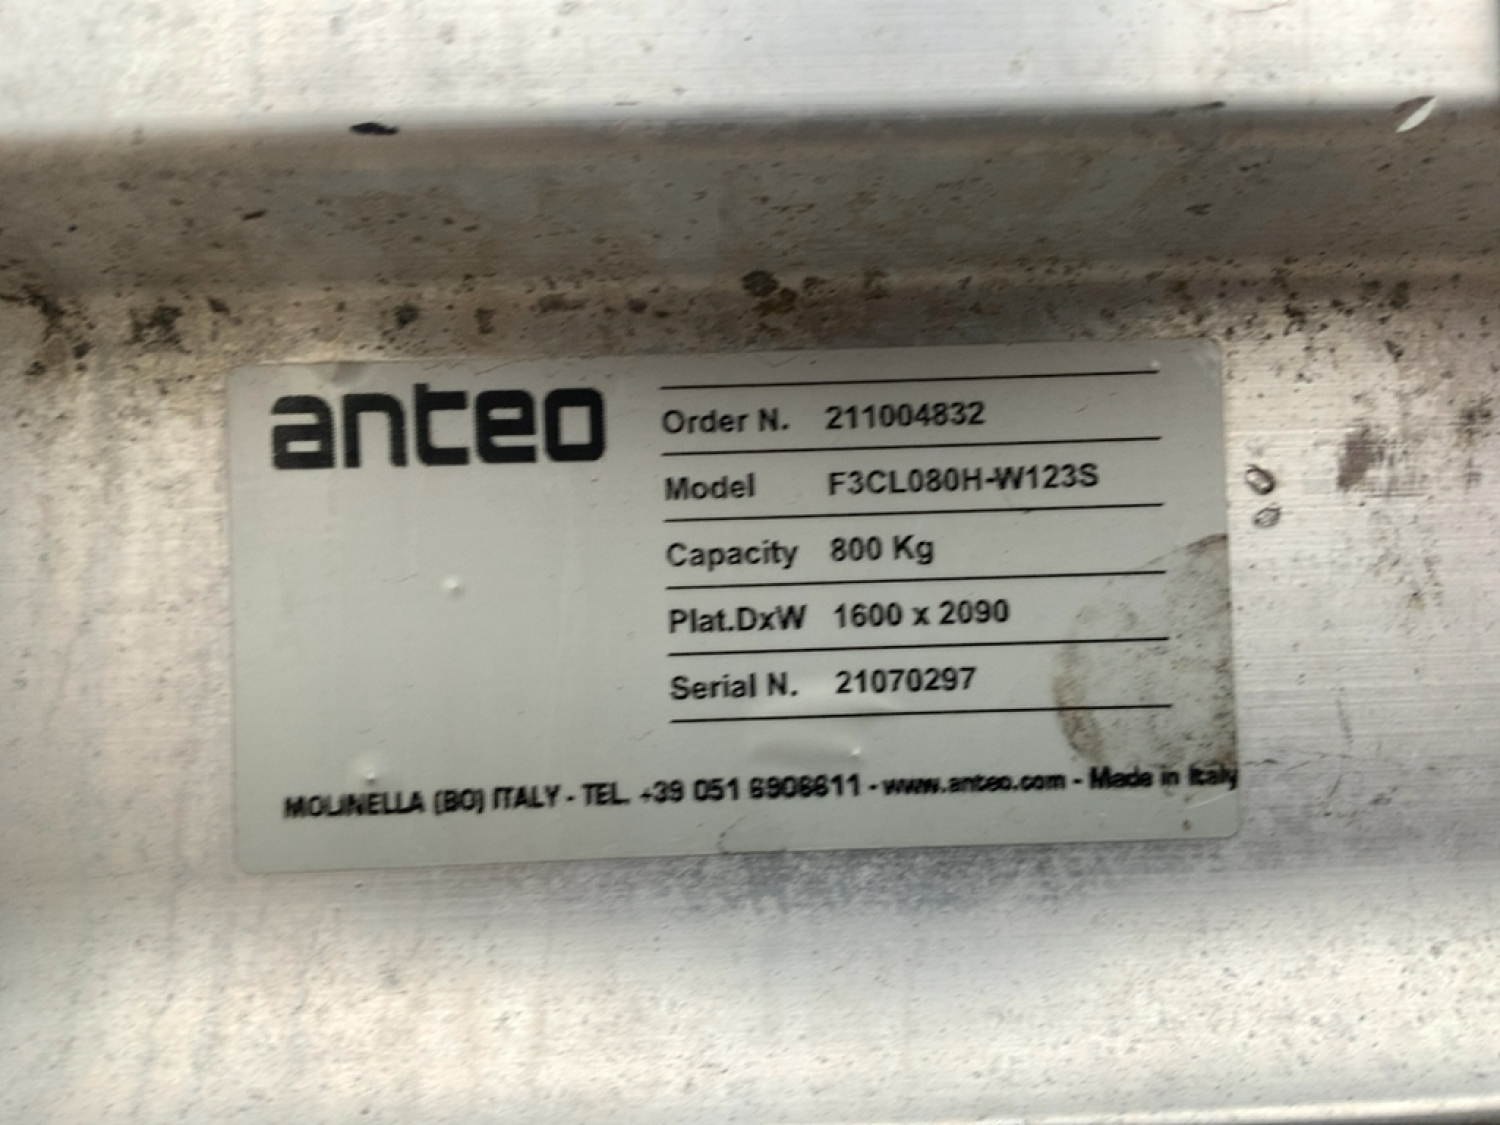 anteo
Order N. 211004832
Model F3CL080H-W123S
Capacity 800 Kg
Plat.DxW 1600 x 2090
Serial N. 21070297
MOLINELLA (BO) ITALY - TEL. +39 051 6906611 - www.anteo.com - Made in Italy